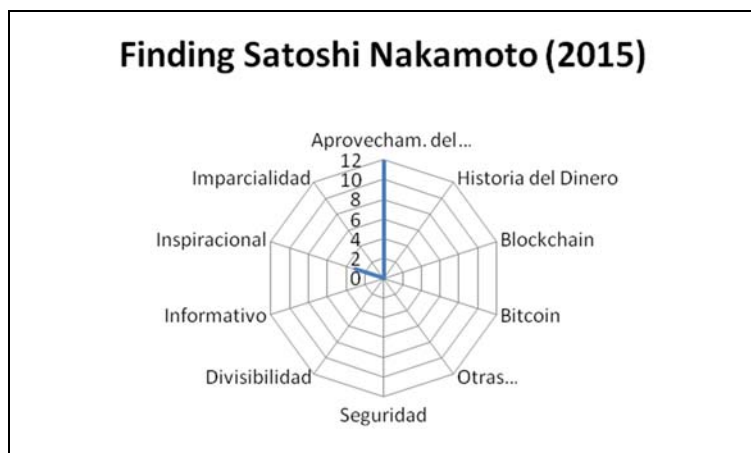 Finding Satoshi Nakamoto (2015)
Aprovecham. del...
12
10
8
6
4
2
0
Historia del Dinero
Blockchain
Bitcoin
Otras...
Seguridad
Divisibilidad
Informativo
Inspiracional
Imparcialidad